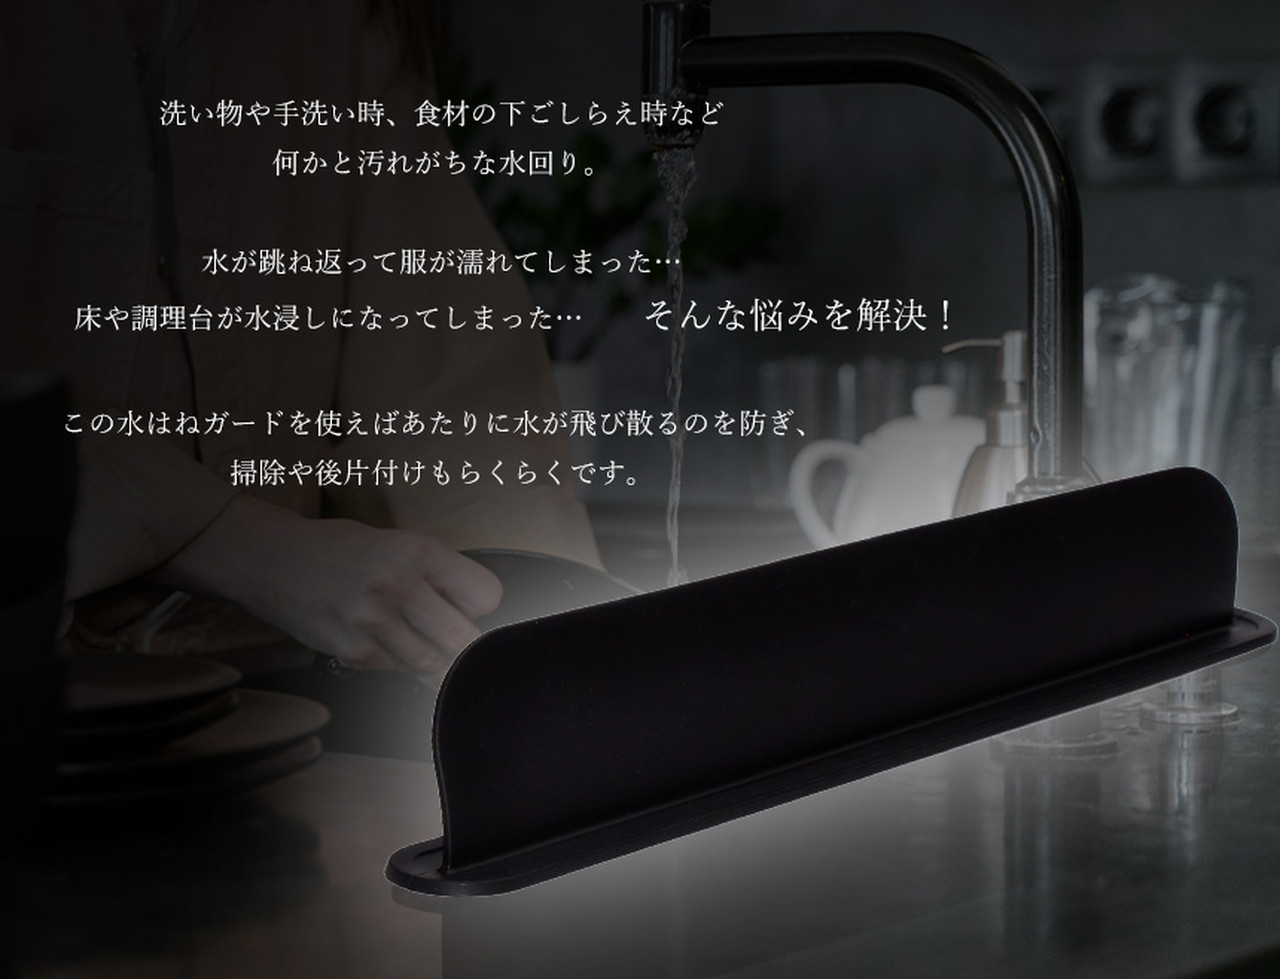 洗い物や手洗い時、食材の下ごしらえ時など
何かと汚れがちな水回り。
水が跳ね返って服が濡れてしまった…
床や調理台が水浸しになってしまった… そんな悩みを解決！
この水はねガードを使えばあたりに水が飛び散るのを防ぎ、
掃除や後片付けもらくらくです。